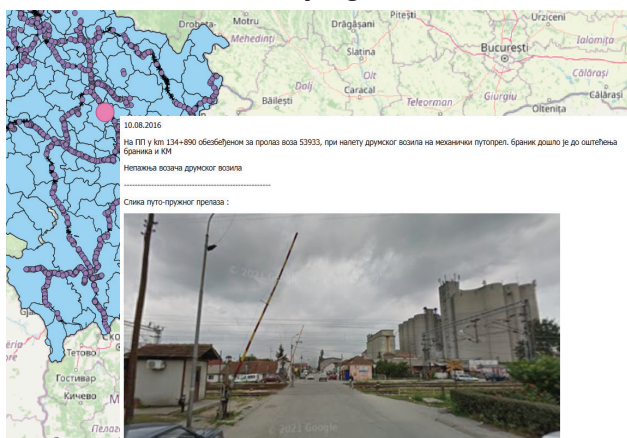 Drobeta-
Motru
Drăgășani
Pitești
Urziceni
Mehedinți
Ialomița
Slatina
București
Olt
Dolj
Călărași
Caracal
Giurgiu
Călărași
Băilești
Teleorman
Oltenița
10.08.2016
На ПП у km 134+890 обезбеђеном за пролаз воза 53933, при налету друмског возила на механички путопрел. браник дошло је до оштећења
браника и КМ
Непажња возача друмског возила
----------------------------------------------------
Слика путо-пружног прелаза :
© 2021 Google
Тетово
Гостивар
Кичево
© 2021 Google